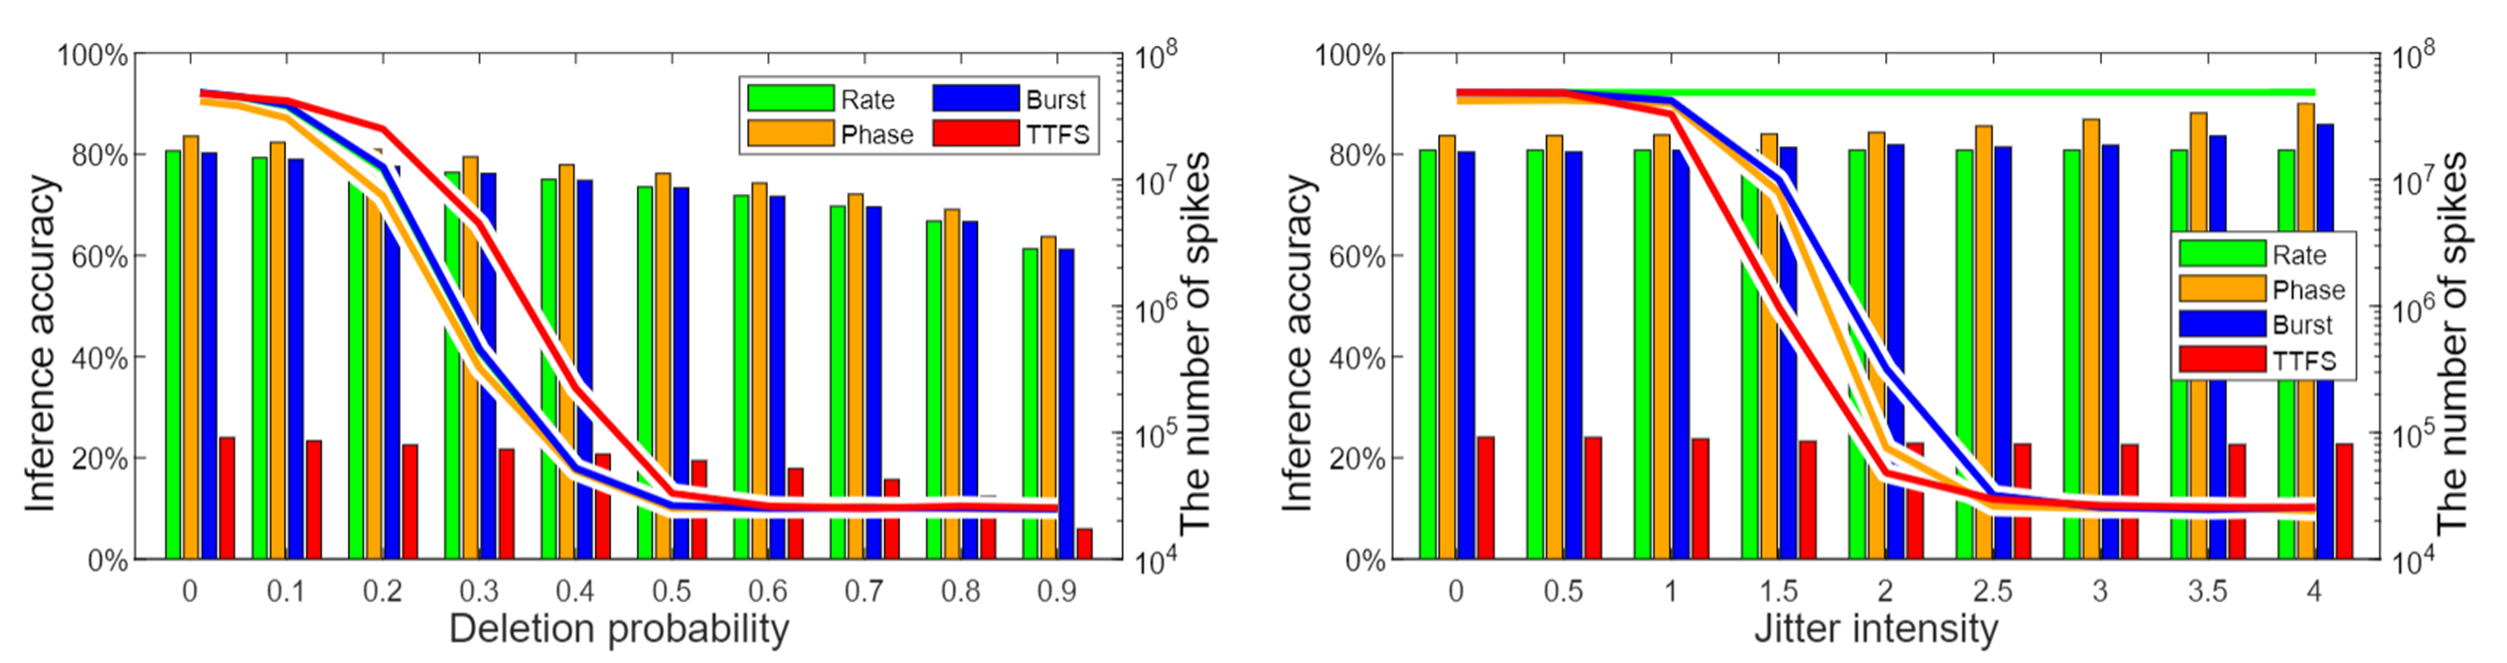 100%
80%
60%
40%
20%
0%
Inference accuracy
Rate
Burst
Phase
TTFS
10^8
10^7
10^6
10^5
10^4
The number of spikes
0 0.1 0.2 0.3 0.4 0.5 0.6 0.7 0.8 0.9
Deletion probability
100%
80%
60%
40%
20%
0%
Inference accuracy
Rate
Phase
Burst
TTFS
10^8
10^7
10^6
10^5
10^4
The number of spikes
0 0.5 1 1.5 2 2.5 3 3.5 4
Jitter intensity